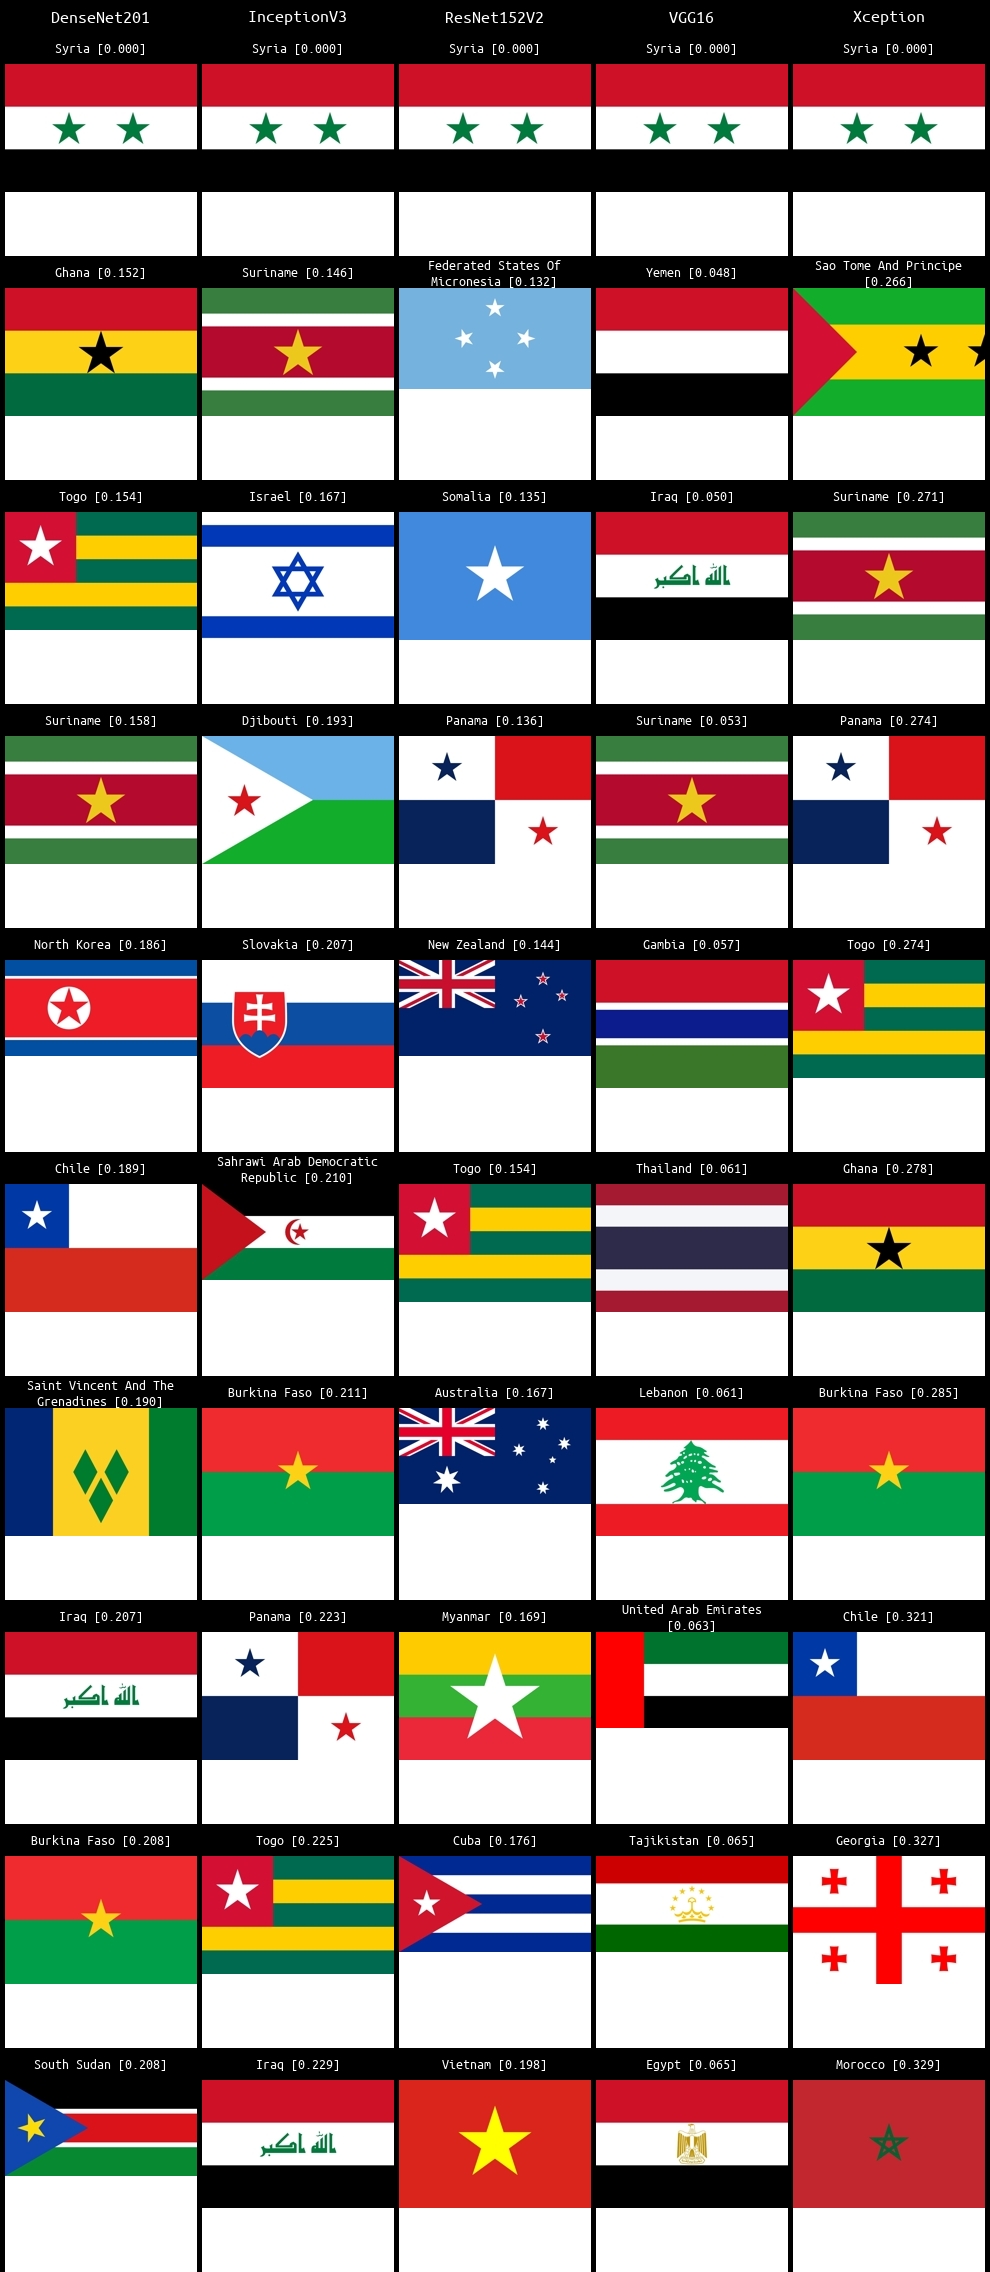 DenseNet201 InceptionV3 ResNet152V2 VGG16 Xception
Syria [0.000] Syria [0.000] Syria [0.000] Syria [0.000] Syria [0.000]
Ghana [0.152] Suriname [0.146] Federated States Of Yemen [0.048] Sao Tome And Principe
Micronesia [0.132] [0.266]
Togo [0.154] Israel [0.167] Somalia [0.135] Iraq [0.050] Suriname [0.271]
الله اكبر
Suriname [0.158] Djibouti [0.193] Panama [0.136] Suriname [0.053] Panama [0.274]
North Korea [0.186] Slovakia [0.207] New Zealand [0.144] Gambia [0.057] Togo [0.274]
Chile [0.189] Sahrawi Arab Democratic Togo [0.154] Thailand [0.061] Ghana [0.278]
Republic [0.210]
Saint Vincent And The Burkina Faso [0.211] Australia [0.167] Lebanon [0.061] Burkina Faso [0.285]
Grenadines [0.190]
Iraq [0.207] Panama [0.223] Myanmar [0.169] United Arab Emirates Chile [0.321]
[0.063]
الله اكبر
Burkina Faso [0.208] Togo [0.225] Cuba [0.176] Tajikistan [0.065] Georgia [0.327]
South Sudan [0.208] Iraq [0.229] Vietnam [0.198] Egypt [0.065] Morocco [0.329]
الله اكبر